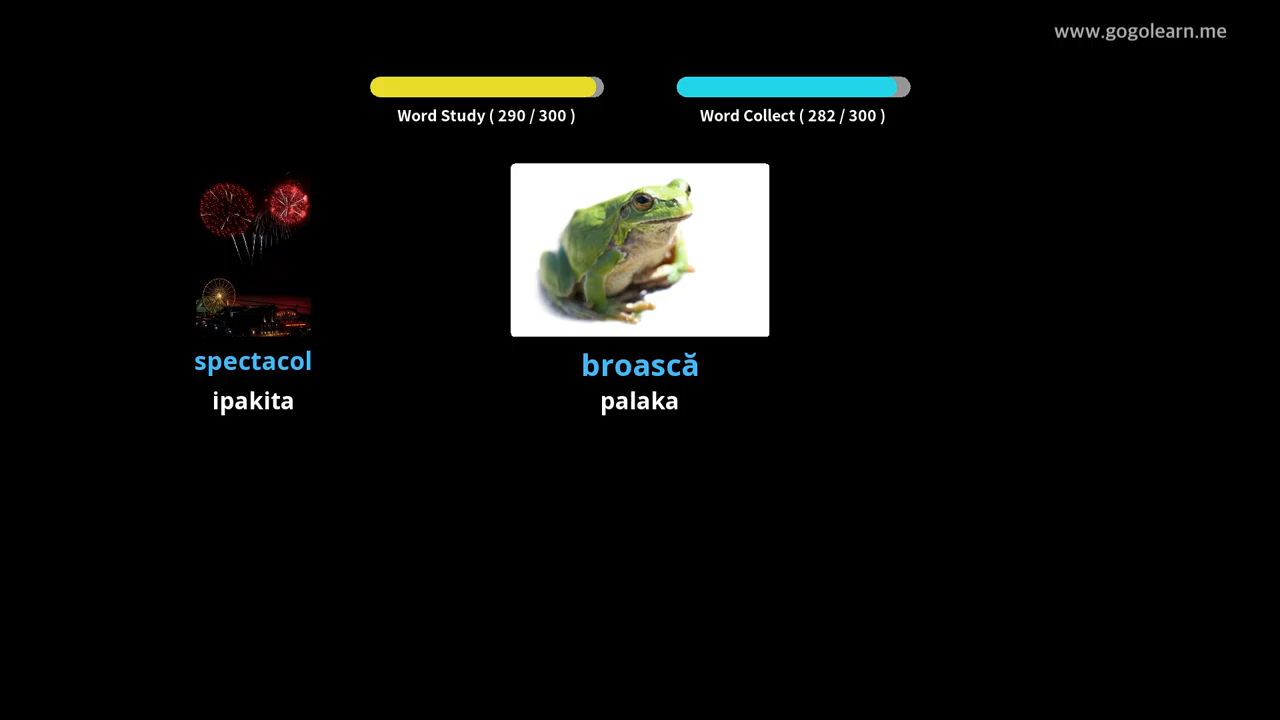 www.gogolearn.me
Word Study ( 290 / 300 )
Word Collect ( 282 / 300 )
spectacol
ipakita
broască
palaka